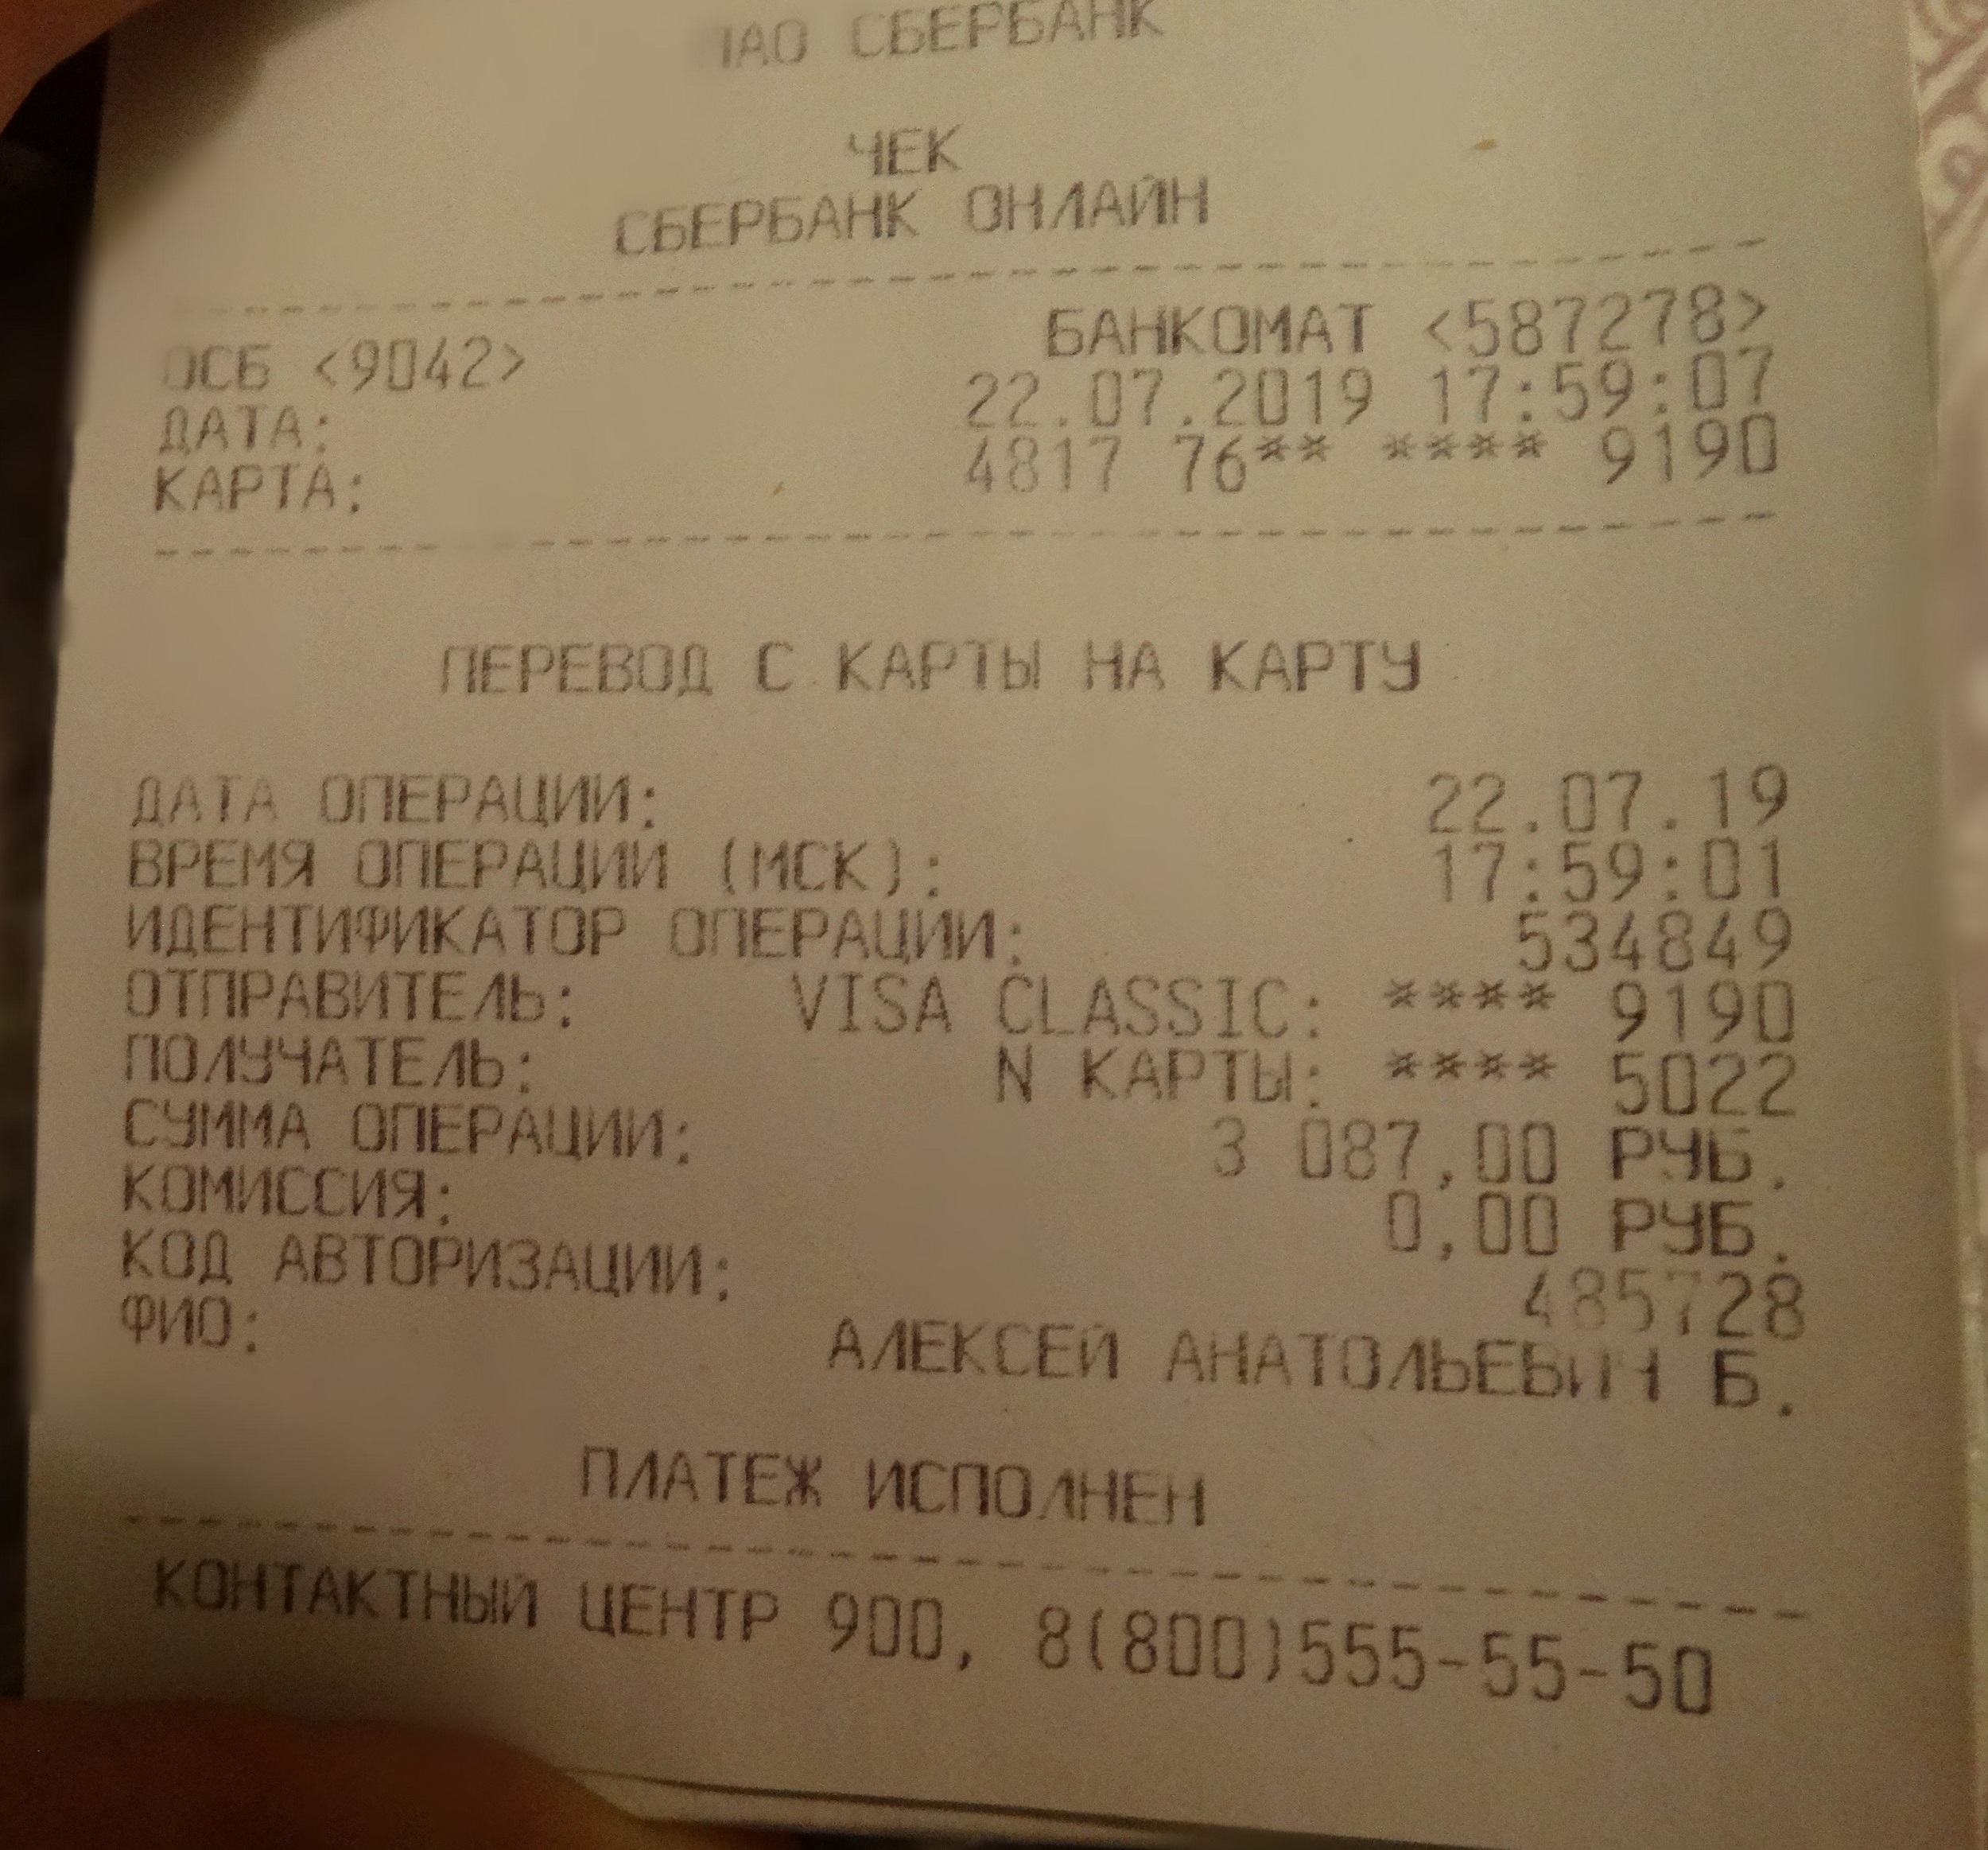 ПАО СБЕРБАНК
ЧЕК
СБЕРБАНК ОНЛАЙН
ОСБ <9042> БАНКОМАТ <587278>
ДАТА: 22.07.2019 17:59:07
КАРТА: 4817 76** **** 9190
ПЕРЕВОД С КАРТЫ НА КАРТУ
ДАТА ОПЕРАЦИИ: 22.07.19
ВРЕМЯ ОПЕРАЦИИ (МСК): 17:59:01
ИДЕНТИФИКАТОР ОПЕРАЦИИ: 534849
ОТПРАВИТЕЛЬ: VISA CLASSIC: **** 9190
ПОЛУЧАТЕЛЬ: N КАРТЫ: **** 5022
СУММА ОПЕРАЦИИ: 3 087,00 РУБ.
КОМИССИЯ: 0,00 РУБ.
КОД АВТОРИЗАЦИИ: 485728
ФИО: АЛЕКСЕЙ АНАТОЛЬЕВИЧ Б.
ПЛАТЕЖ ИСПОЛНЕН
КОНТАКТНЫЙ ЦЕНТР 900, 8(800)555-55-50